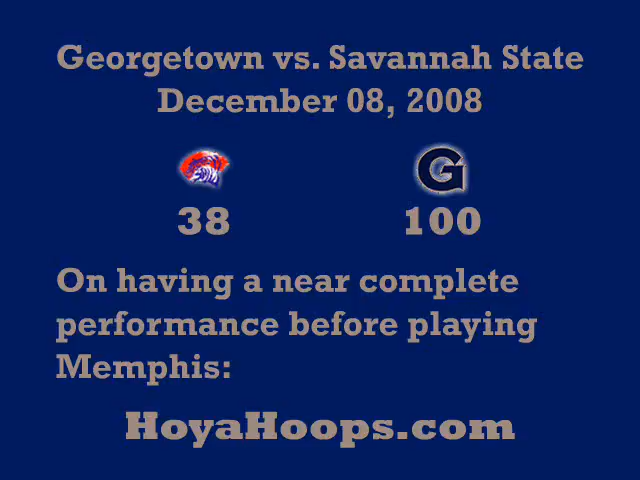 Georgetown vs. Savannah State
December 08, 2008
G
38 100
On having a near complete
performance before playing
Memphis:
HoyaHoops.com